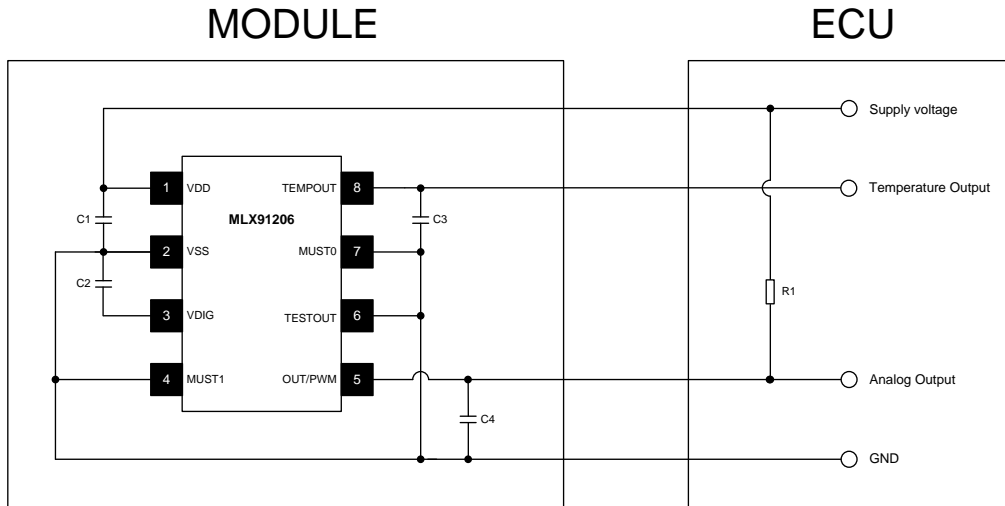 MODULE
ECU
Supply voltage
1 VDD TEMPOUT 8 Temperature Output
C1 MLX91206 C3
2 VSS MUST0 7
C2 R1
3 VDIG TESTOUT 6
4 MUST1 OUT/PWM 5 Analog Output
C4
GND